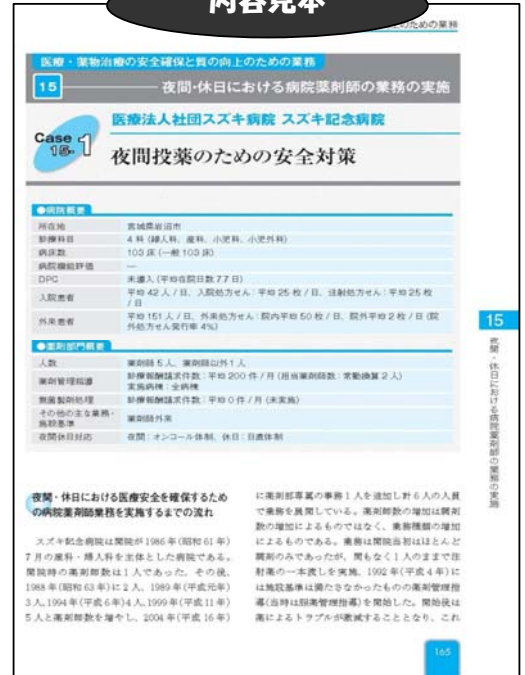 内容見本
のための業務
医療・薬物治療の安全確保と質の向上のための業務
15 夜間・休日における病院薬剤師の業務の実施
医療法人社団スズキ病院 スズキ記念病院
Case 15-1
夜間投薬のための安全対策
●病院概要
所在地 宮城県岩沼市
診療科目 4科(婦人科、産科、小児科、小児外科)
病床数 103床(一般103床)
病院機能評価 ―
DPC 未導入(平均在院日数7.7日)
入院患者 平均42人/日、入院処方せん:平均25枚/日、注射処方せん:平均25枚
/日
外来患者 平均151人/日、外来処方せん:院内平均50枚/日、院外平均2枚/日(院
外処方せん発行率4%)
●薬剤部門概要
人数 薬剤師5人、薬剤師以外1人
薬剤管理指導 診療報酬請求件数:平均200件/月(担当薬剤師数:常勤換算2人)
実施病棟:全病棟
無菌製剤処理 診療報酬請求件数:平均0件/月(未実施)
その他の主な業務・
施設基準 薬剤師外来
夜間休日対応 夜間:オンコール体制、休日:日直体制
夜間・休日における医療安全を確保するため
の病院薬剤師業務を実施するまでの流れ
スズキ記念病院は開院が1986年(昭和61年)
7月の産科・婦人科を主体とした病院である。
開院時の薬剤師数は1人であった。その後、
1988年(昭和63年)に2人、1989年(平成元年)
3人、1994年(平成6年)4人、1999年(平成11年)
5人と薬剤師数を増やし、2004年(平成16年)
に薬剤部専属の事務1人を追加し計6人の人員
で業務を展開している。薬剤師数の増加は調剤
数の増加によるものではなく、業務種類の増加
によるものである。業務は開院当初はほとんど
調剤のみであったが、間もなく1人のままで注
射薬の一本渡しを実施、1992年(平成4年)に
は施設基準は満たさなかったものの薬剤管理指
導(当時は服薬管理指導)を開始した。開始後は
薬によるトラブルが激減することとなり、これ
15
夜間・休日における病院薬剤師の業務の実施
165